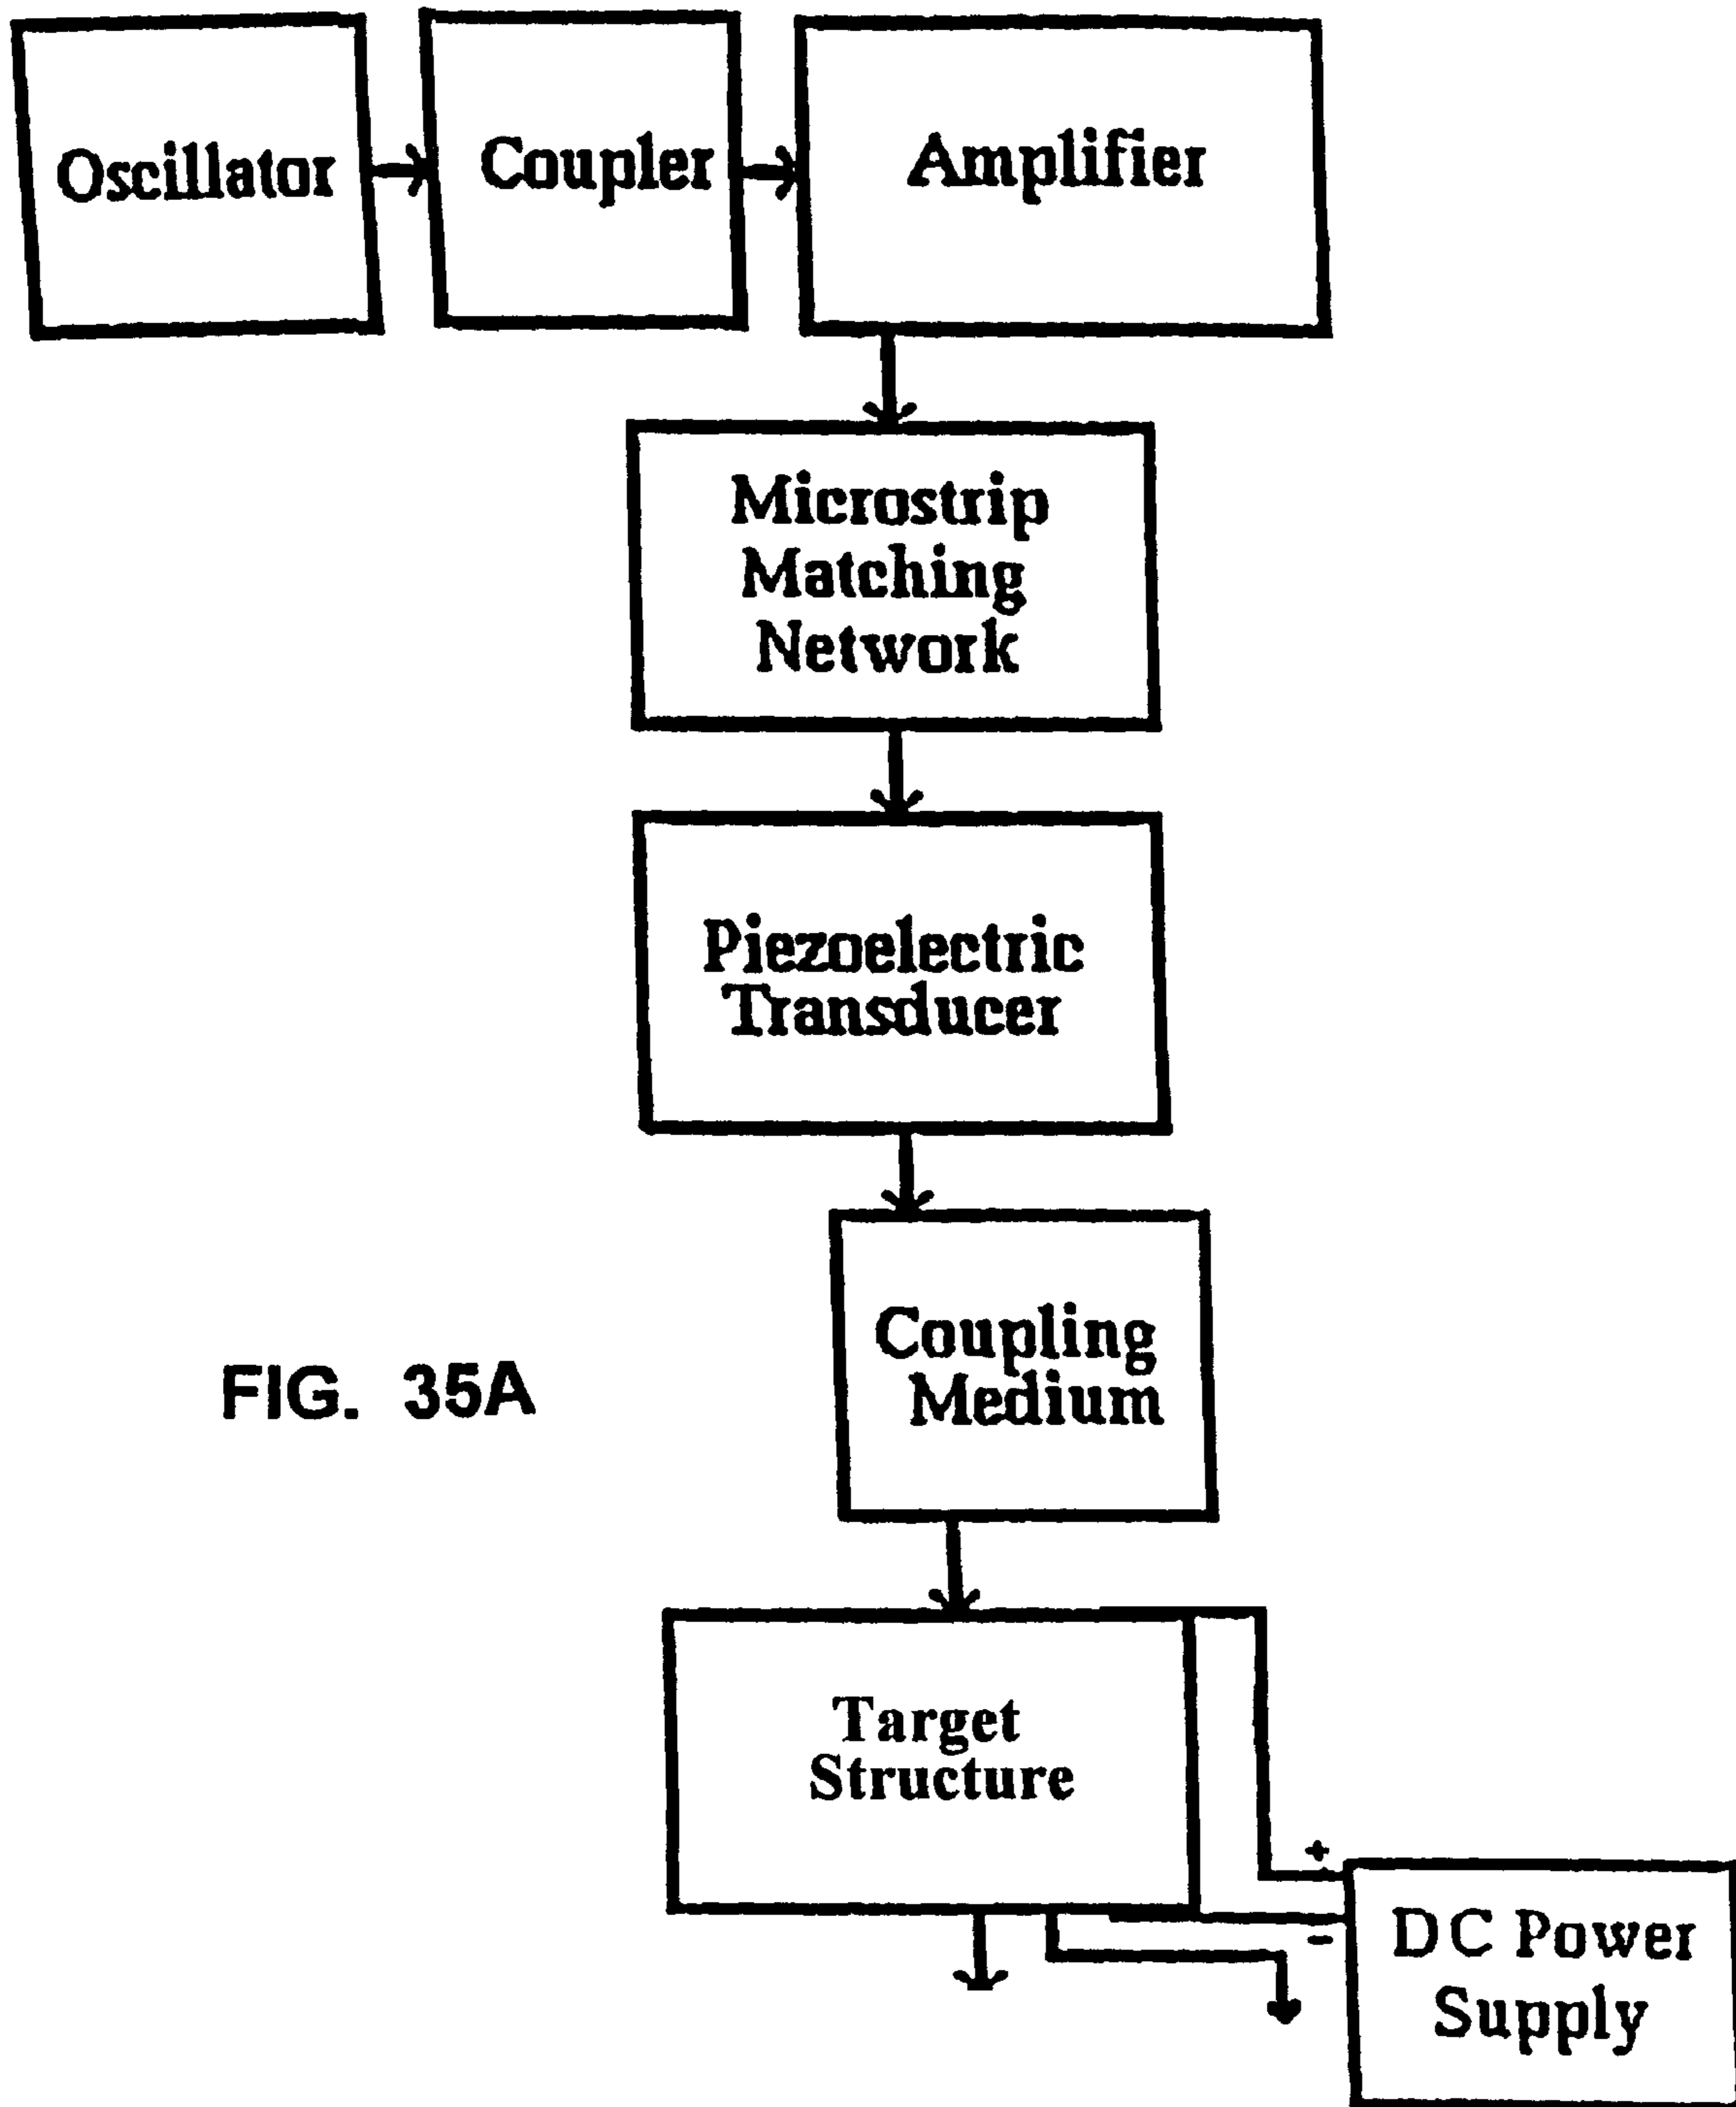 Oscillator
Coupler
Amplifier
Microstrip
Matching
Network
Piezoelectric
Transducer
Coupling
Medium
FIG. 35A
Target
Structure
+
-
DC Power
Supply